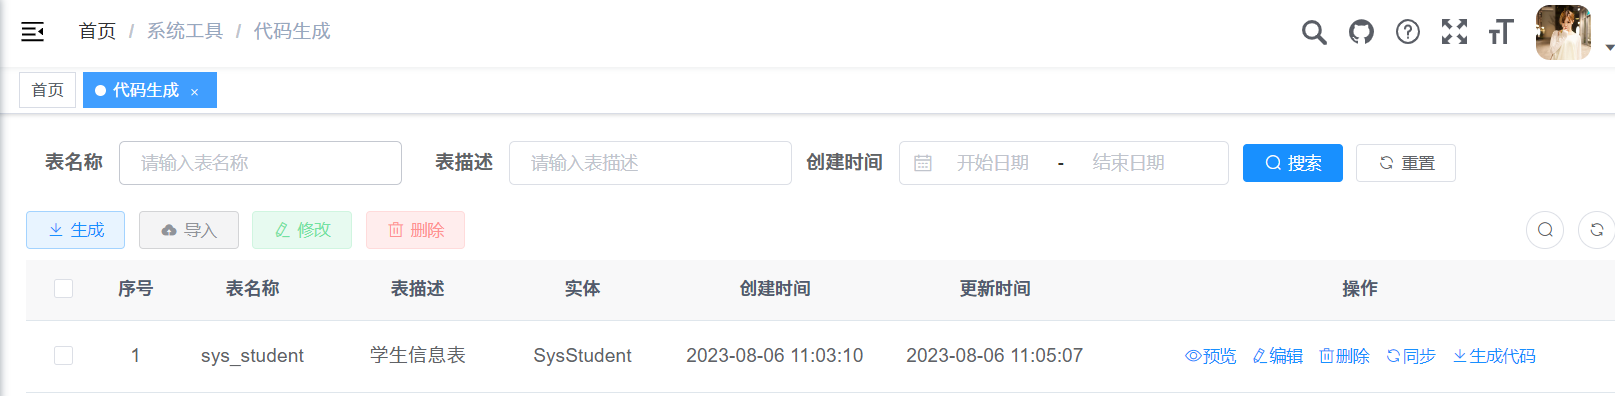 首页 / 系统工具 / 代码生成
首页 代码生成 ×
表名称 请输入表名称 表描述 请输入表描述 创建时间 开始日期 - 结束日期 搜索 重置
生成 导入 修改 删除
序号 表名称 表描述 实体 创建时间 更新时间 操作
1 sys_student 学生信息表 SysStudent 2023-08-06 11:03:10 2023-08-06 11:05:07 预览 编辑 删除 同步 生成代码